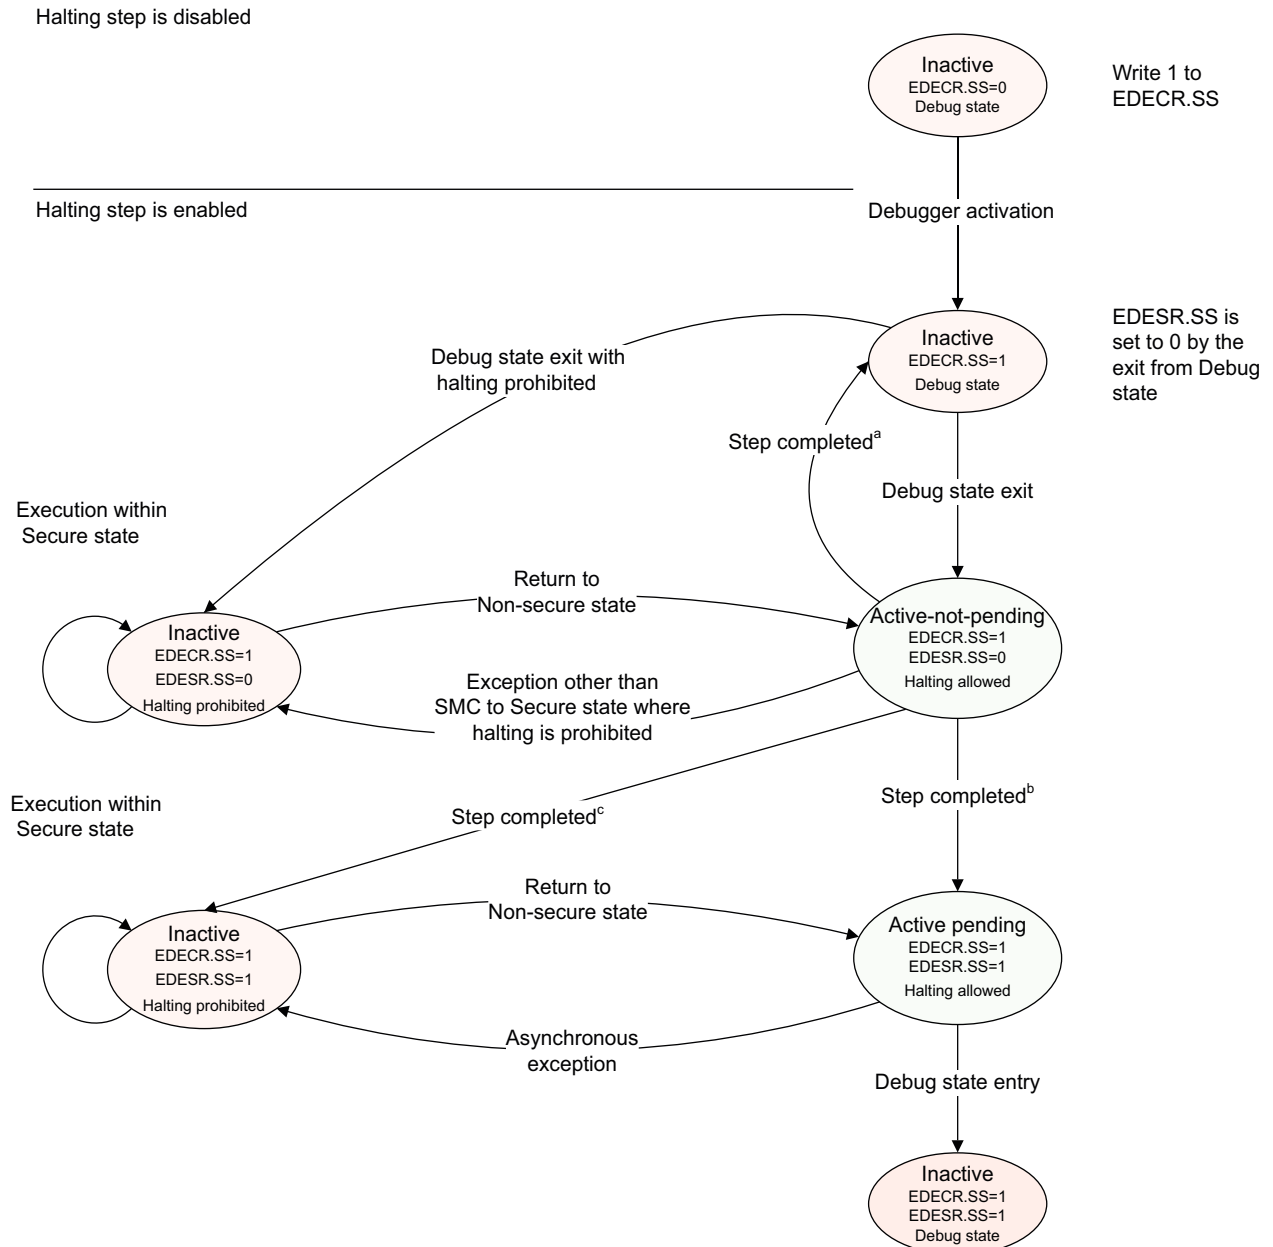 Halting step is disabled
Inactive
EDECR.SS=0
Debug state
Write 1 to
EDECR.SS
Halting step is enabled
Debugger activation
Inactive
EDECR.SS=1
Debug state
EDESR.SS is
set to 0 by the
exit from Debug
state
Debug state exit with
halting prohibited
Step completedᵃ
Debug state exit
Execution within
Secure state
Return to
Non-secure state
Inactive
EDECR.SS=1
EDESR.SS=0
Halting prohibited
Active-not-pending
EDECR.SS=1
EDESR.SS=0
Halting allowed
Exception other than
SMC to Secure state where
halting is prohibited
Step completedᵇ
Execution within
Secure state
Step completedᶜ
Return to
Non-secure state
Inactive
EDECR.SS=1
EDESR.SS=1
Halting prohibited
Active pending
EDECR.SS=1
EDESR.SS=1
Halting allowed
Asynchronous
exception
Debug state entry
Inactive
EDECR.SS=1
EDESR.SS=1
Debug state